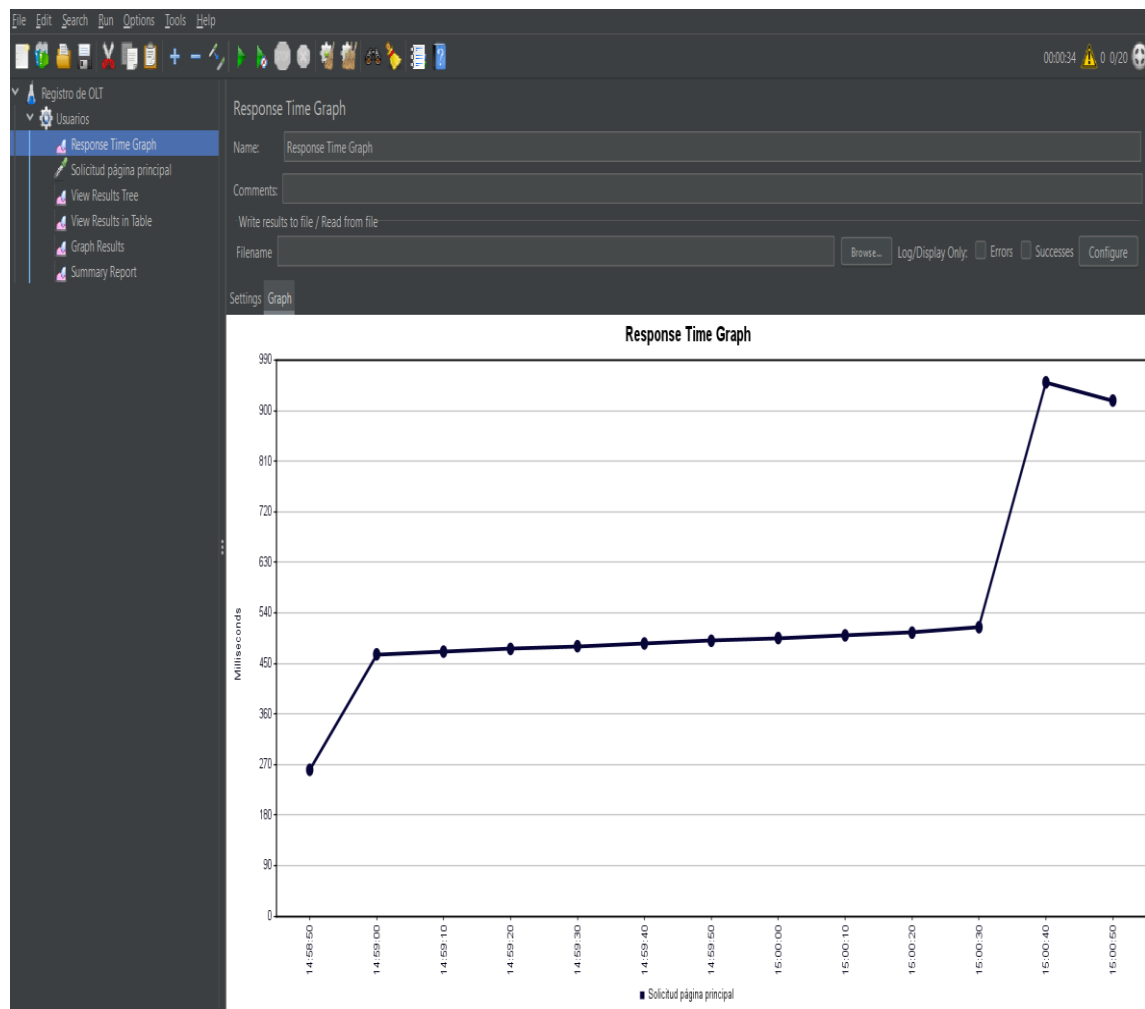 File Edit Search Run Options Tools Help
00:00:34 0 0/20
Registro de OLT
Usuarios
Response Time Graph
Solicitud página principal
View Results Tree
View Results in Table
Graph Results
Summary Report
Response Time Graph
Name: Response Time Graph
Comments:
Write results to file / Read from file
Filename Browse... Log/Display Only: Errors Successes Configure
Settings Graph
Response Time Graph
Milliseconds
990
900
810
720
630
540
450
360
270
180
90
0
14:58:50 14:59:00 14:59:10 14:59:20 14:59:30 14:59:40 14:59:50 15:00:00 15:00:10 15:00:20 15:00:30 15:00:40 15:00:50
Solicitud página principal